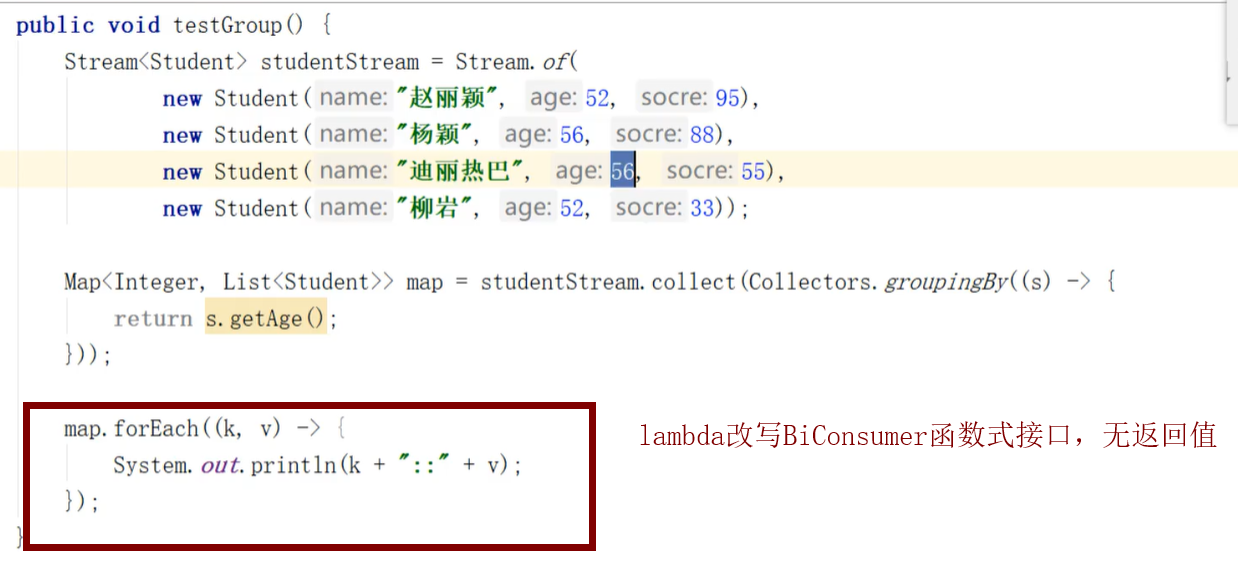 public void testGroup() {
Stream<Student> studentStream = Stream.of(
new Student( name: "赵丽颖", age: 52, socre: 95),
new Student( name: "杨颖", age: 56, socre: 88),
new Student( name: "迪丽热巴", age: 56, socre: 55),
new Student( name: "柳岩", age: 52, socre: 33));
Map<Integer, List<Student>> map = studentStream.collect(Collectors.groupingBy((s) -> {
return s.getAge();
}));
map.forEach((k, v) -> {
lambda改写BiConsumer函数式接口，无返回值
System.out.println(k + "::" + v);
});
}